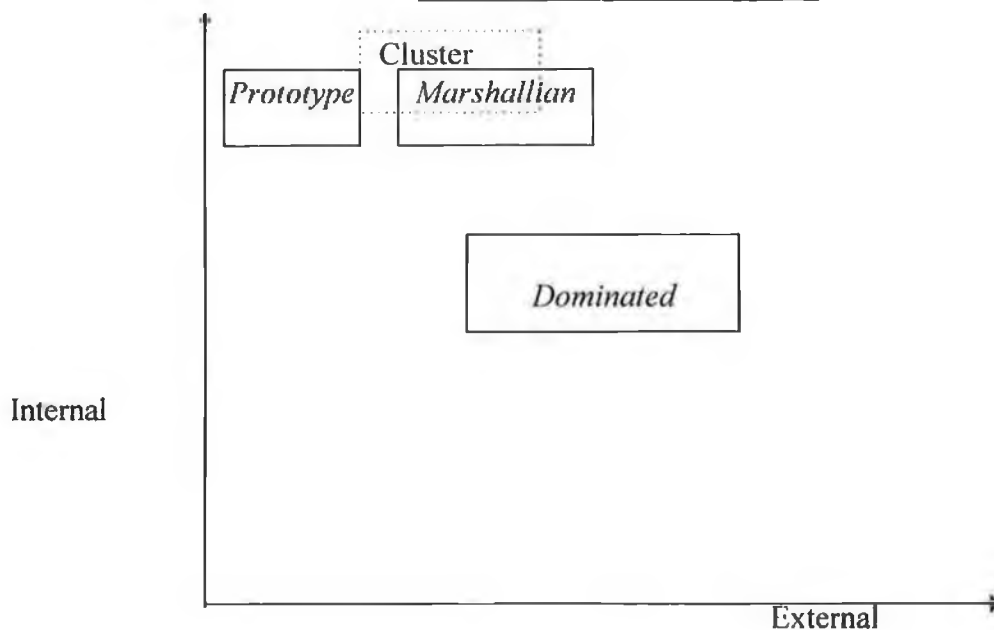 Cluster
Prototype
Marshallian
Dominated
Internal
External